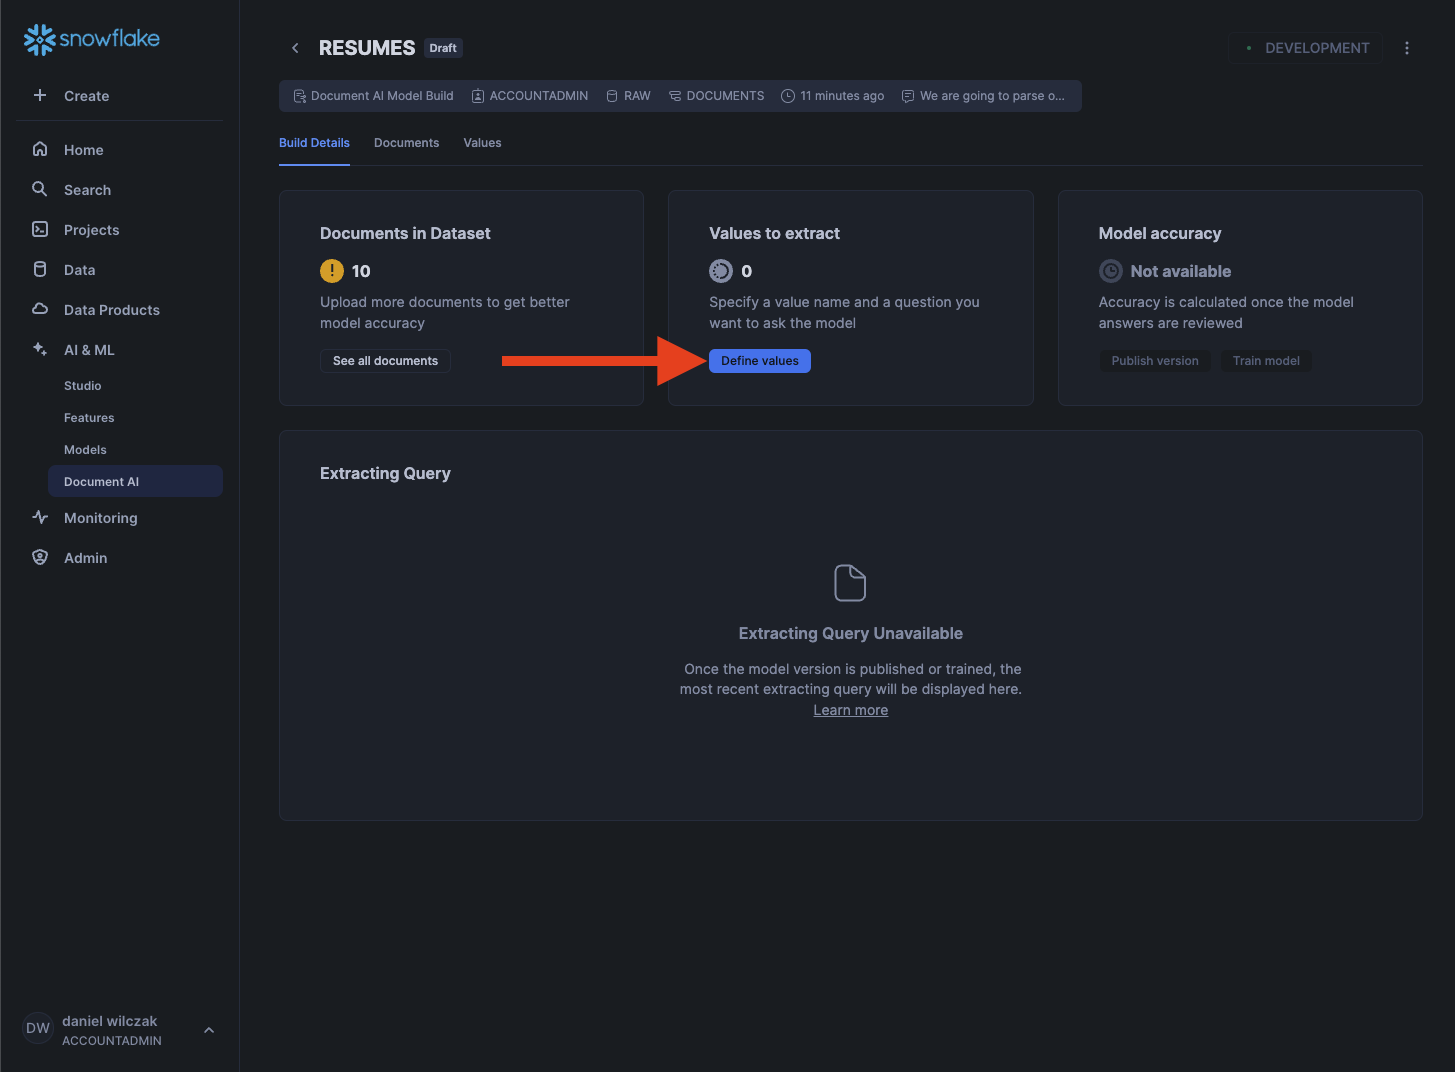 snowflake
Create
Home
Search
Projects
Data
Data Products
AI & ML
Studio
Features
Models
Document AI
Monitoring
Admin
DW
daniel wilczak
ACCOUNTADMIN
RESUMES
Draft
DEVELOPMENT
Document AI Model Build
ACCOUNTADMIN
RAW
DOCUMENTS
11 minutes ago
We are going to parse o...
Build Details
Documents
Values
Documents in Dataset
10
Upload more documents to get better
model accuracy
See all documents
Values to extract
0
Specify a value name and a question you
want to ask the model
Define values
Model accuracy
Not available
Accuracy is calculated once the model
answers are reviewed
Publish version
Train model
Extracting Query
Extracting Query Unavailable
Once the model version is published or trained, the
most recent extracting query will be displayed here.
Learn more